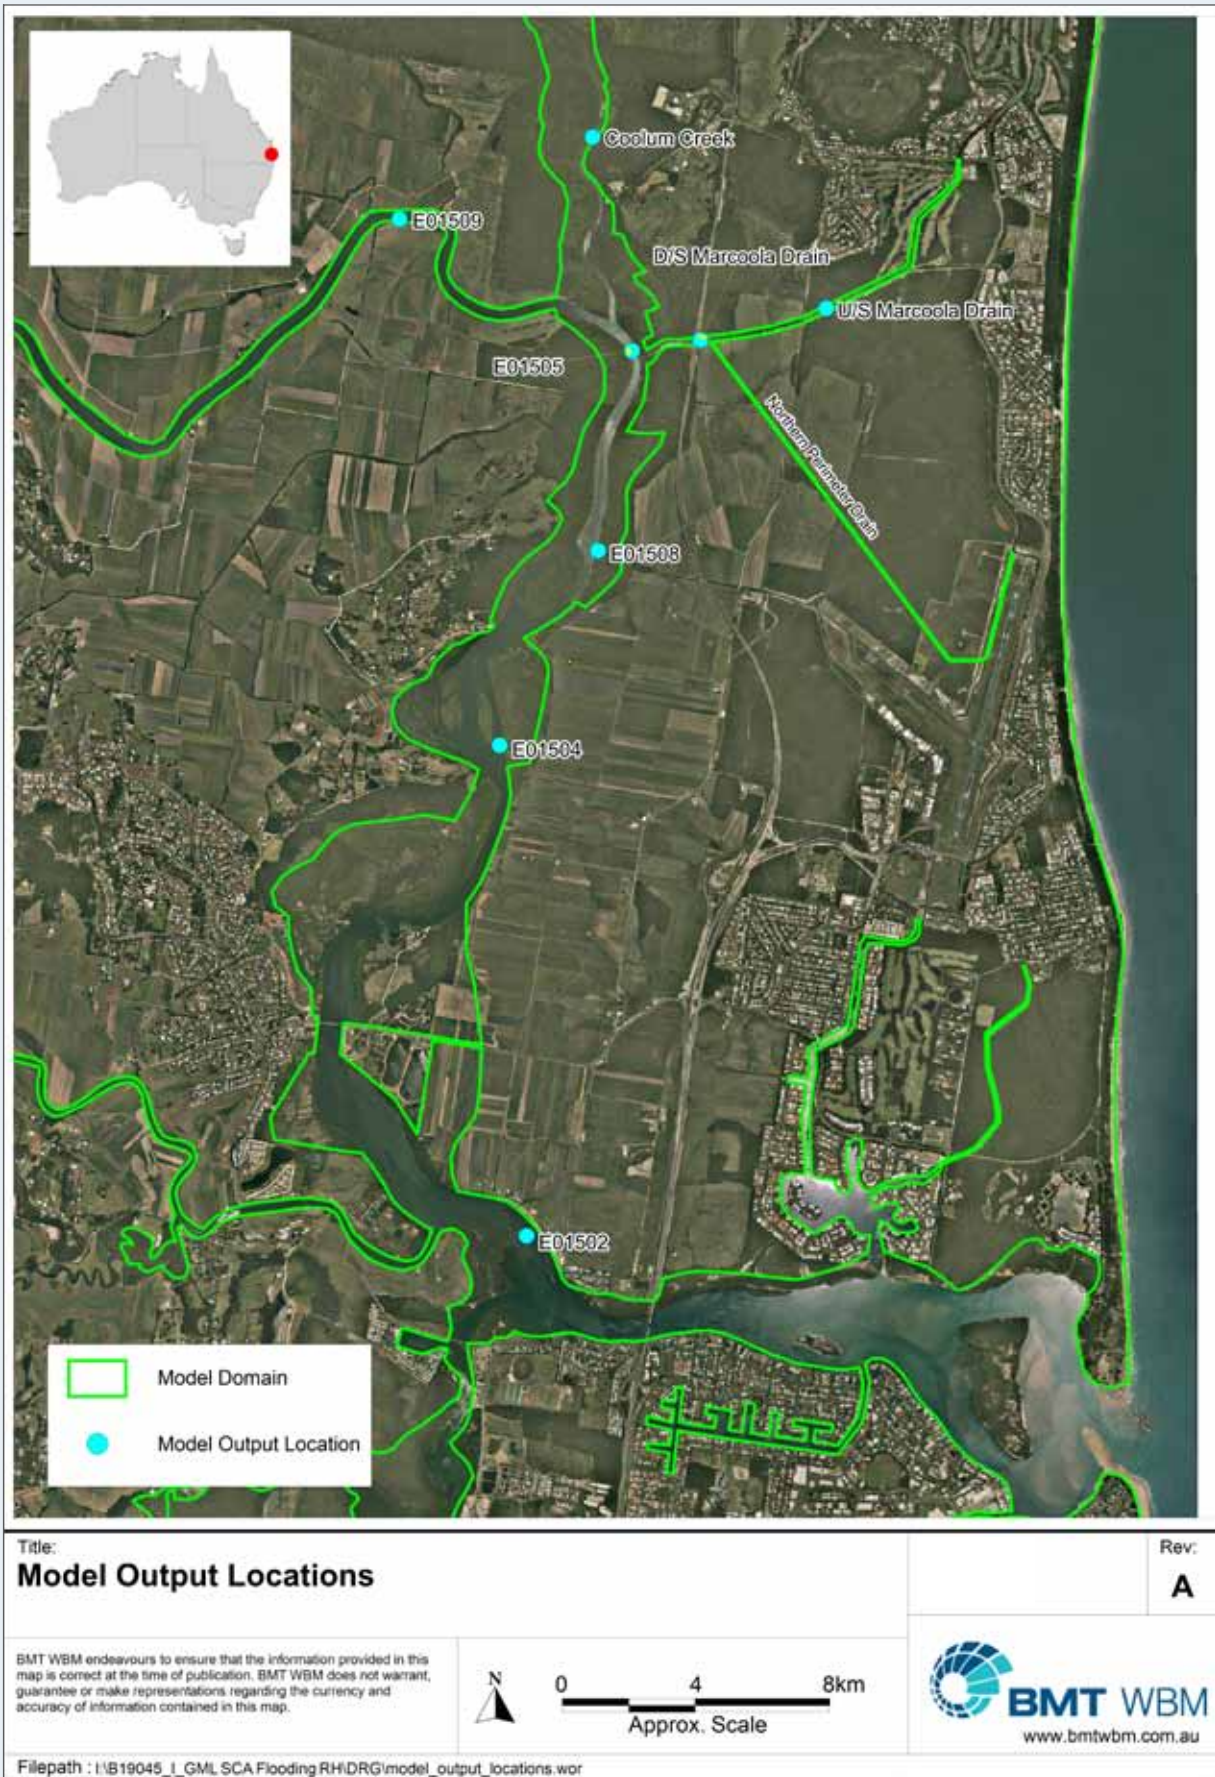 Coolum Creek
E01509
D/S Marcoola Drain
U/S Marcoola Drain
E01505
Northern Perimeter Drain
E01508
E01504
E01502
Model Domain
Model Output Location
Title:
Model Output Locations
Rev:
A
BMT WBM endeavours to ensure that the information provided in this
map is correct at the time of publication. BMT WBM does not warrant,
guarantee or make representations regarding the currency and
accuracy of information contained in this map.
N
0 4 8km
Approx. Scale
BMT WBM
www.bmtwbm.com.au
Filepath : I:\B19045_I_GML SCA Flooding RH\DRG\model_output_locations.wor